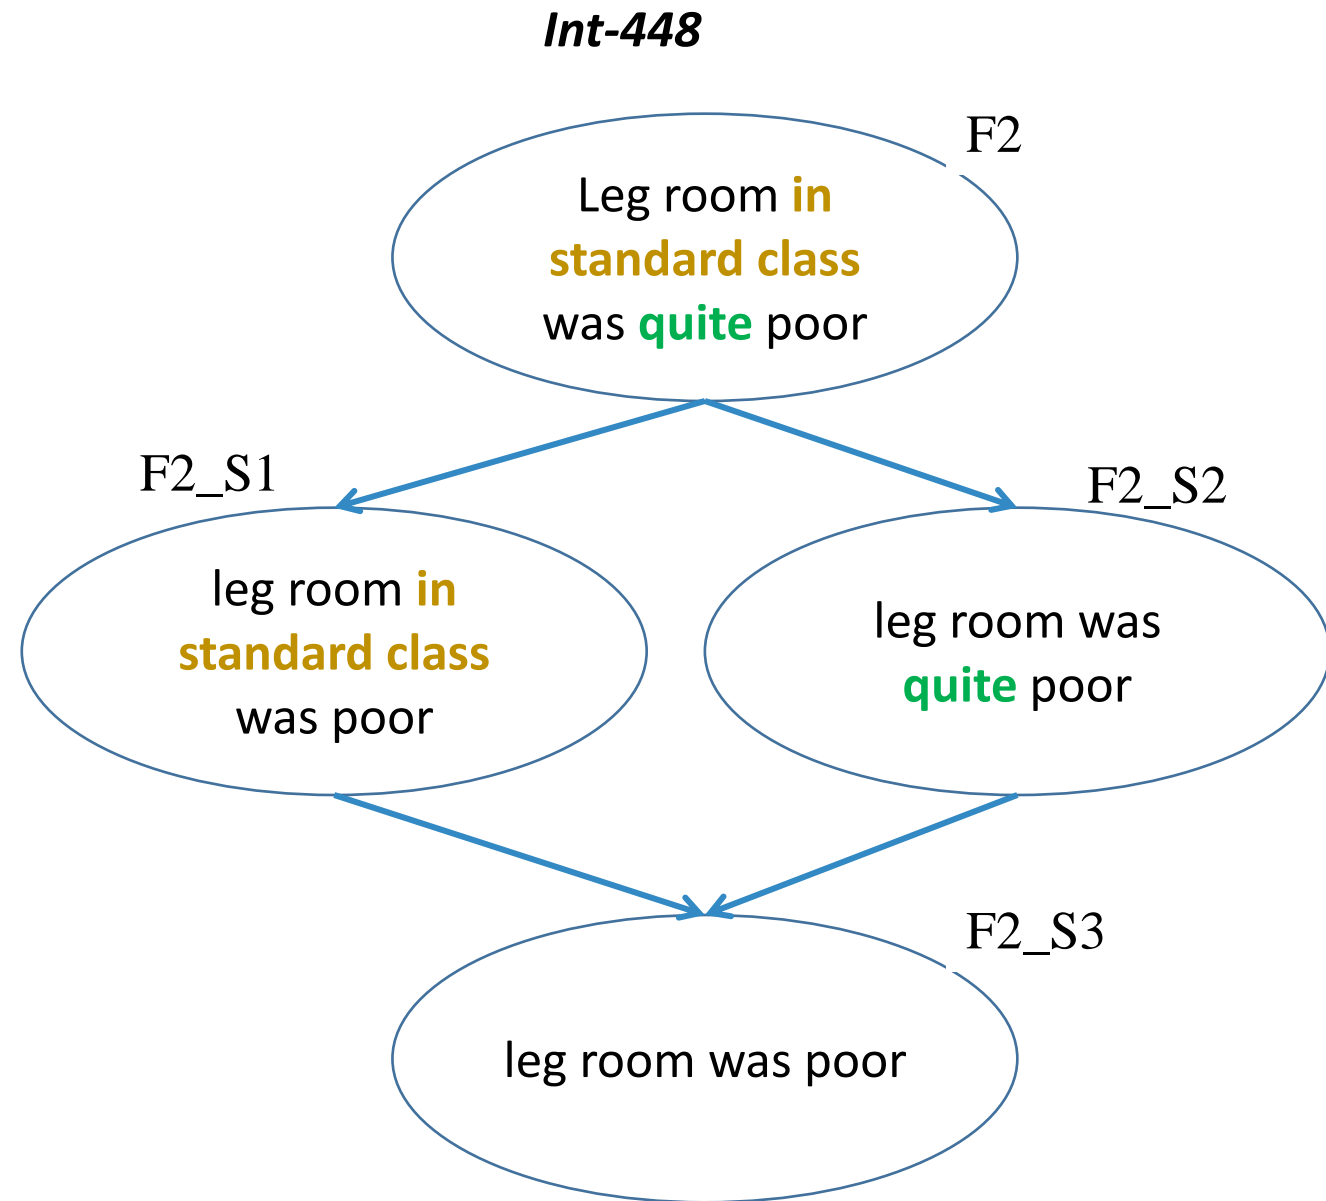 Int-448
F2
Leg room in
standard class
was quite poor
F2_S1
leg room in
standard class
was poor
F2_S2
leg room was
quite poor
F2_S3
leg room was poor